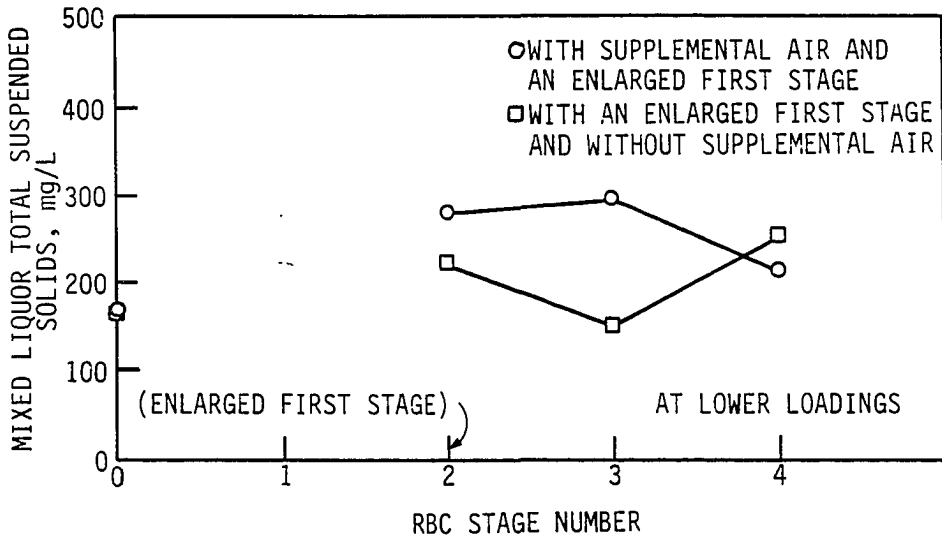 500
400
300
200
100
0
MIXED LIQUOR TOTAL SUSPENDED
SOLIDS, mg/L
WITH SUPPLEMENTAL AIR AND
AN ENLARGED FIRST STAGE
WITH AN ENLARGED FIRST STAGE
AND WITHOUT SUPPLEMENTAL AIR
(ENLARGED FIRST STAGE)
AT LOWER LOADINGS
0 1 2 3 4
RBC STAGE NUMBER